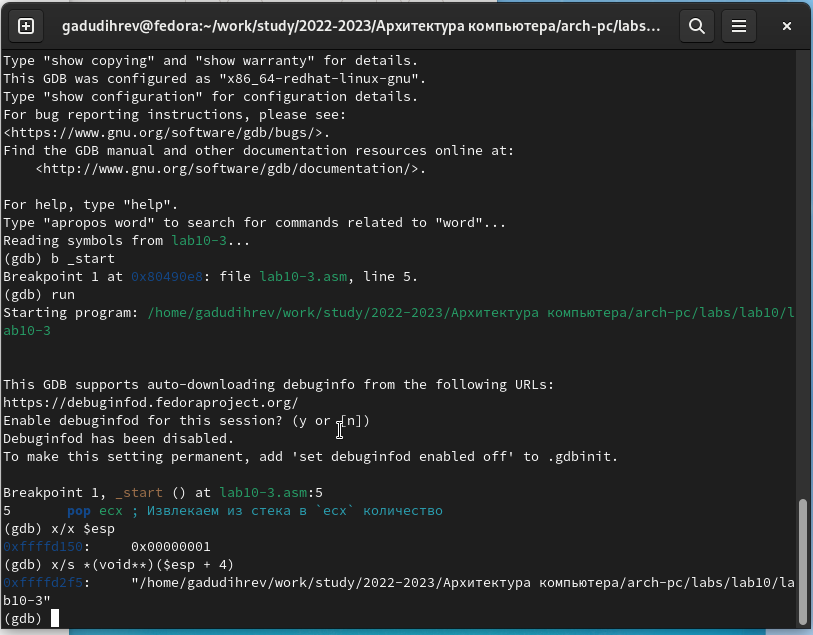 gadudihrev@fedora:~/work/study/2022-2023/Архитектура компьютера/arch-pc/labs...
Type "show copying" and "show warranty" for details.
This GDB was configured as "x86_64-redhat-linux-gnu".
Type "show configuration" for configuration details.
For bug reporting instructions, please see:
<https://www.gnu.org/software/gdb/bugs/>.
Find the GDB manual and other documentation resources online at:
    <http://www.gnu.org/software/gdb/documentation/>.
For help, type "help".
Type "apropos word" to search for commands related to "word"...
Reading symbols from lab10-3...
(gdb) b _start
Breakpoint 1 at 0x80490e8: file lab10-3.asm, line 5.
(gdb) run
Starting program: /home/gadudihrev/work/study/2022-2023/Архитектура компьютера/arch-pc/labs/lab10/l
ab10-3
This GDB supports auto-downloading debuginfo from the following URLs:
https://debuginfod.fedoraproject.org/
Enable debuginfod for this session? (y or [n])
Debuginfod has been disabled.
To make this setting permanent, add 'set debuginfod enabled off' to .gdbinit.
Breakpoint 1, _start () at lab10-3.asm:5
5       pop ecx ; Извлекаем из стека в `ecx` количество
(gdb) x/x $esp
0xffffd150:     0x00000001
(gdb) x/s *(void**)($esp + 4)
0xffffd2f5:     "/home/gadudihrev/work/study/2022-2023/Архитектура компьютера/arch-pc/labs/lab10/la
b10-3"
(gdb)